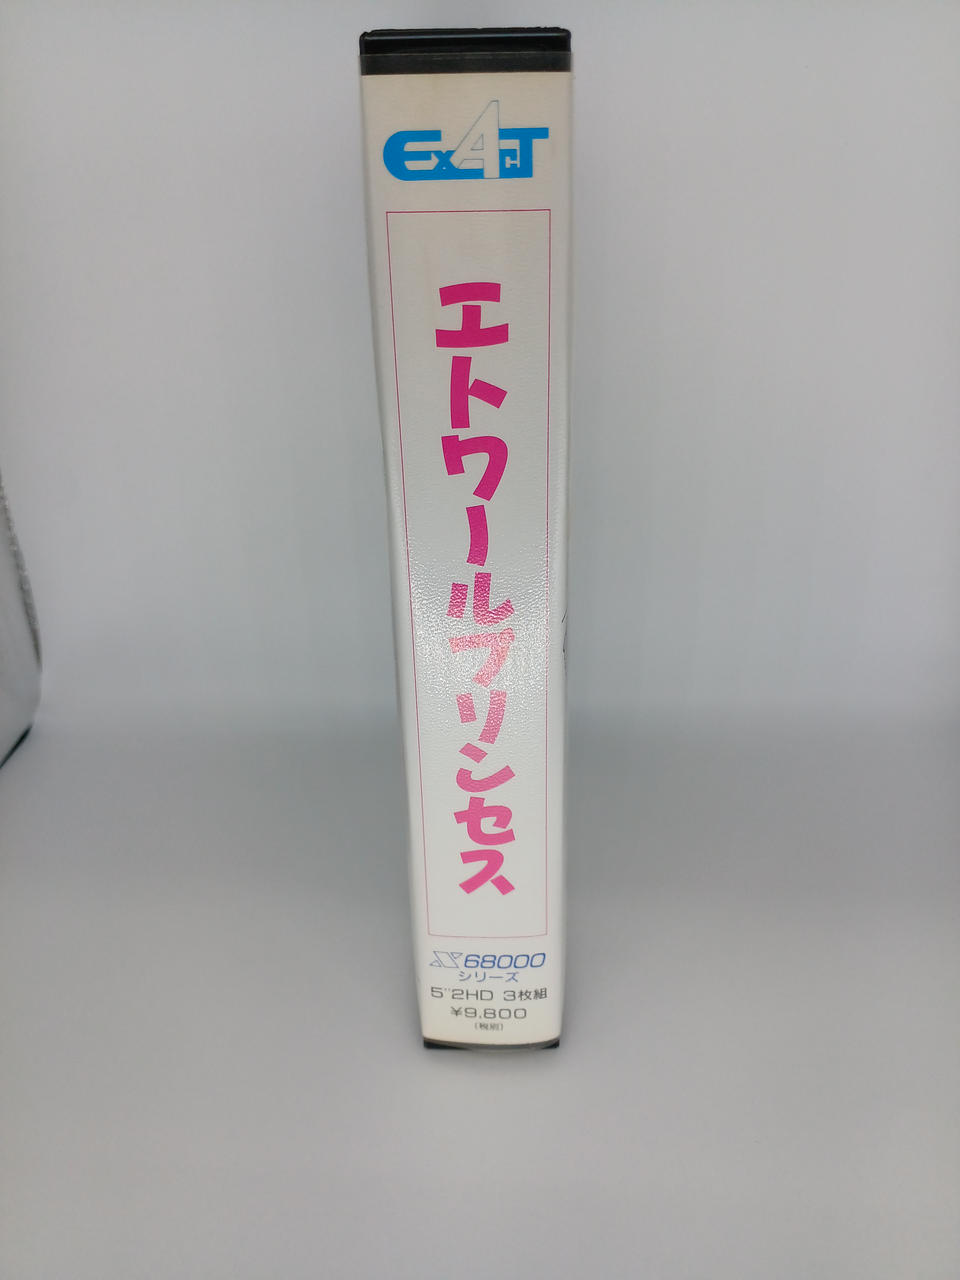 ExAcT
エトワールプリンセス
X68000
シリーズ
5"2HD 3枚組
¥9,800
(税別)